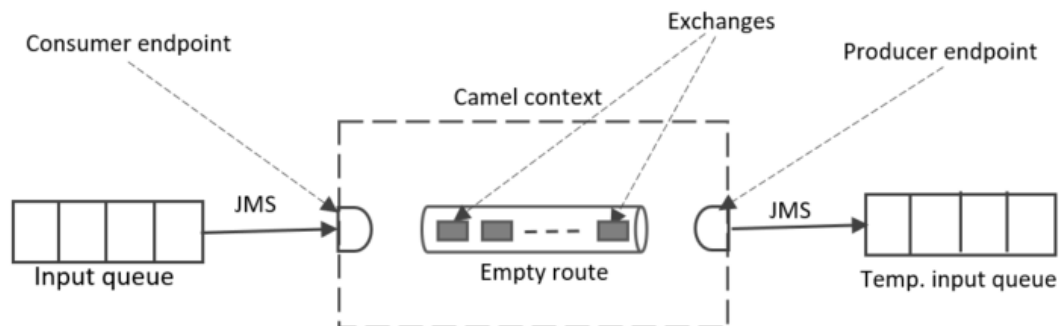 Exchanges
Consumer endpoint
Producer endpoint
Camel context
JMS
JMS
Input queue
Empty route
Temp. input queue